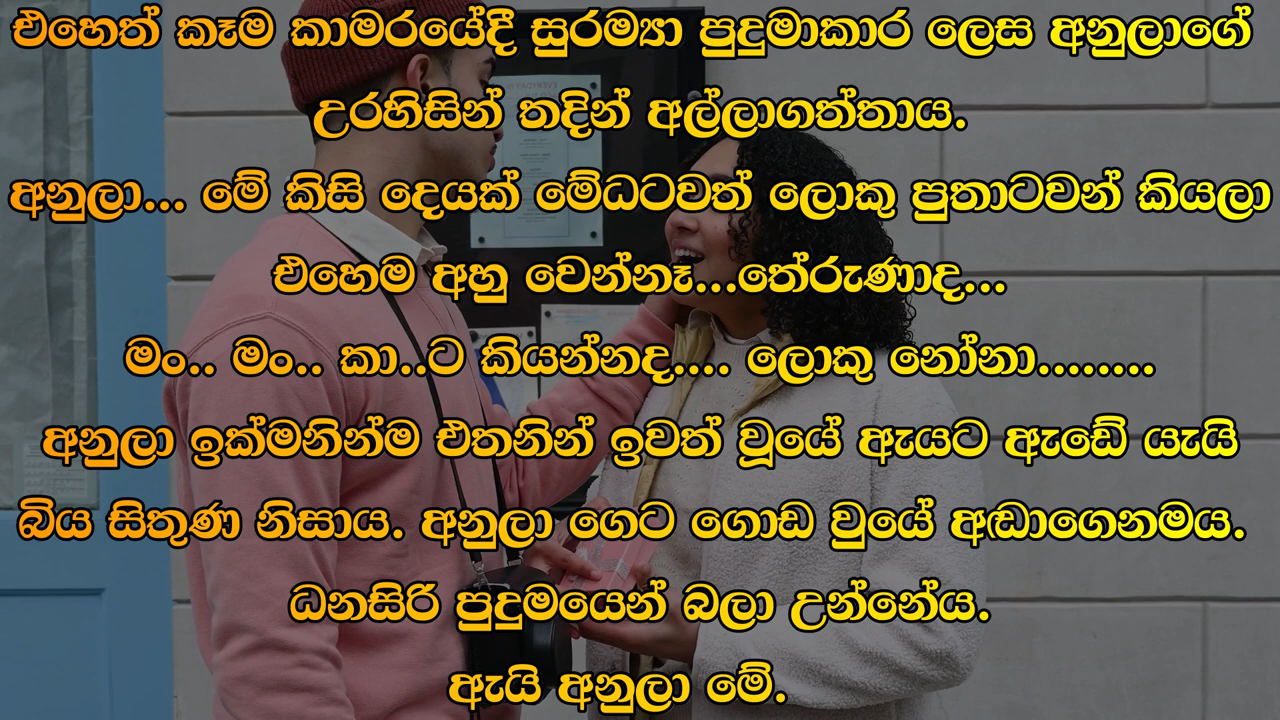 එහෙත් කෑම කාමරයේදී සුරම්‍යා පුදුමාකාර ලෙස අනුලාගේ
උරහිසින් තදින් අල්ලාගත්තාය.
අනුලා... මේ කිසි දෙයක් මේධටවත් ලොකු පුතාටවන් කියලා
එහෙම අහු වෙන්නෑ...තේරුණාද...
මං.. මං.. කා..ට කියන්නද.... ලොකු නෝනා........
අනුලා ඉක්මනින්ම එතනින් ඉවත් වූයේ ඇයට ඇඩේ යැයි
බිය සිතුණ නිසාය. අනුලා ගෙට ගොඩ වුයේ අඬාගෙනමය.
ධනසිරි පුදුමයෙන් බලා උන්නේය.
ඇයි අනුලා මේ.